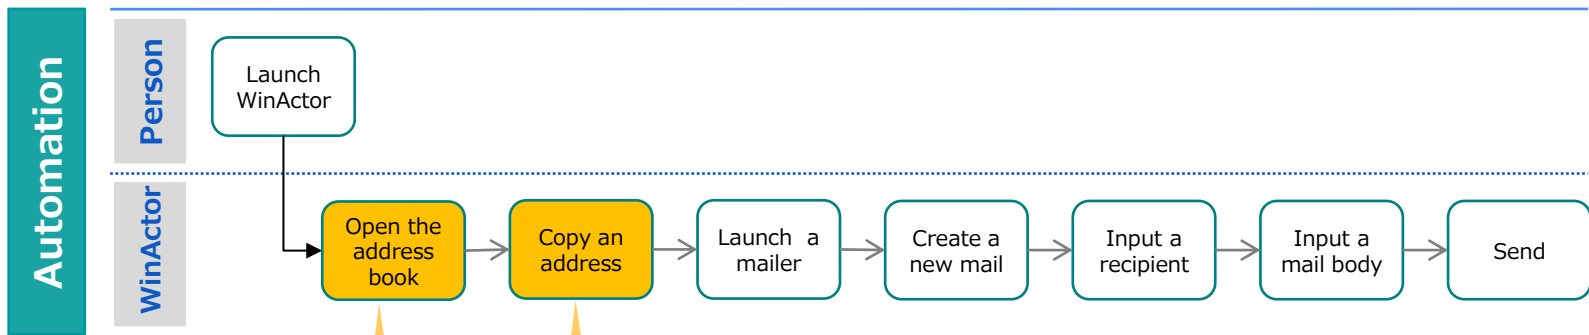 Automation
Person
Launch
WinActor
WinActor
Open the
address
book
Copy an
address
Launch a
mailer
Create a
new mail
Input a
recipient
Input a
mail body
Send